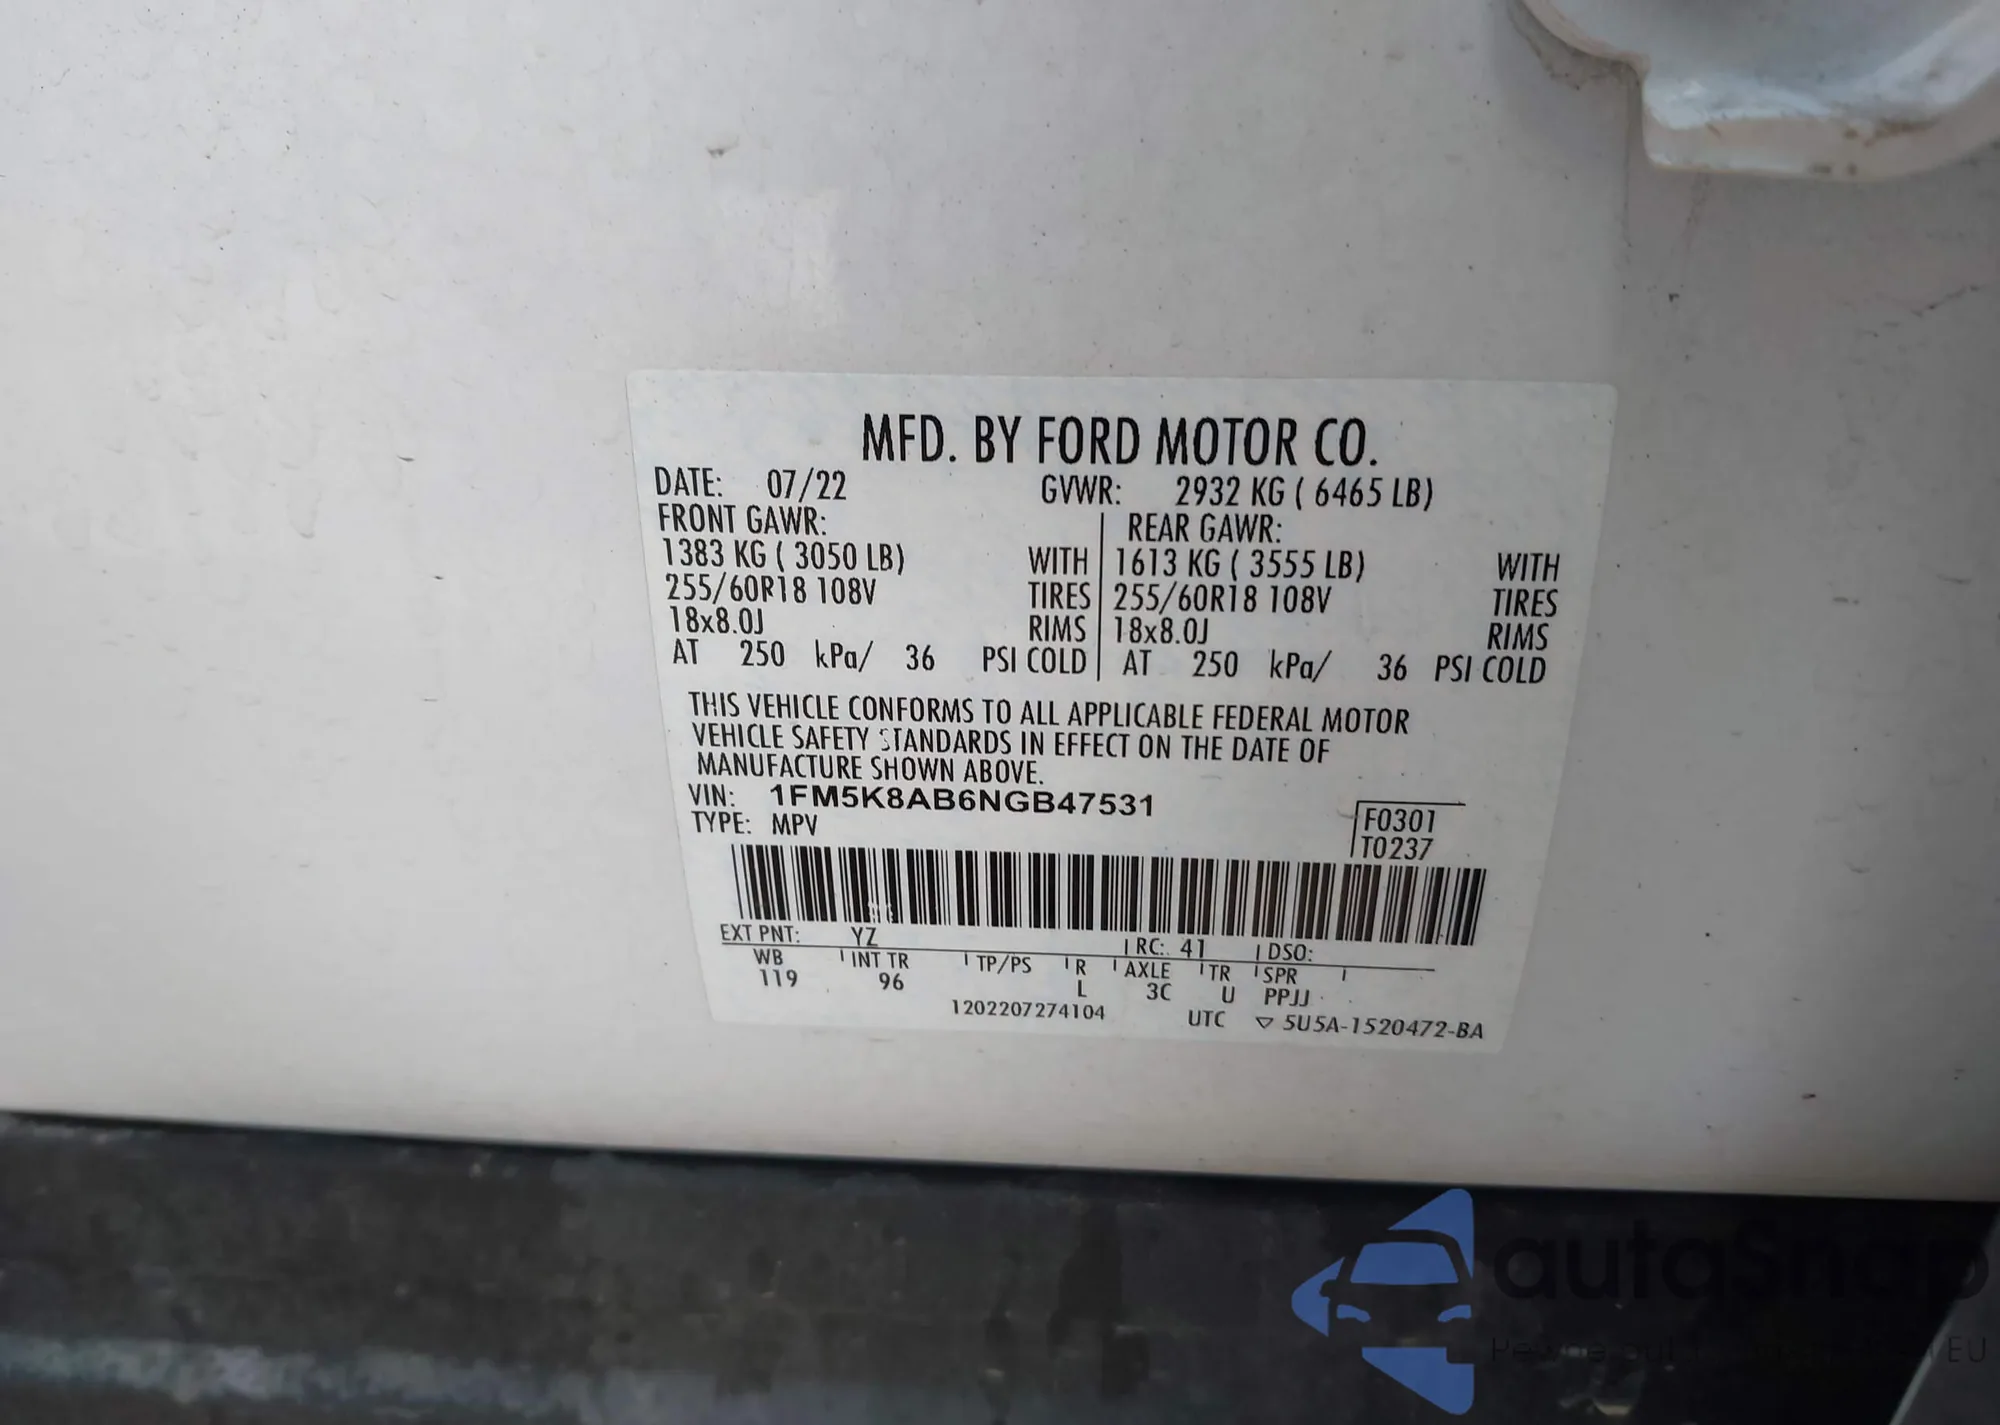 MFD. BY FORD MOTOR CO.
DATE: 07/22 GVWR: 2932 KG ( 6465 LB)
FRONT GAWR: REAR GAWR:
1383 KG ( 3050 LB) WITH 1613 KG ( 3555 LB) WITH
255/60R18 108V TIRES 255/60R18 108V TIRES
18x8.0J RIMS 18x8.0J RIMS
AT 250 kPa/ 36 PSI COLD AT 250 kPa/ 36 PSI COLD
THIS VEHICLE CONFORMS TO ALL APPLICABLE FEDERAL MOTOR
VEHICLE SAFETY STANDARDS IN EFFECT ON THE DATE OF
MANUFACTURE SHOWN ABOVE.
VIN: 1FM5K8AB6NGB47531
F0301
TYPE: MPV
T0237
EXT PNT: YZ RC: 41 DSO:
WB INT TR TP/PS R AXLE TR SPR
119 96 L 3C U PPJJ
1202207274104 UTC ▽ 5U5A-1520472-BA
autoSnap
EU